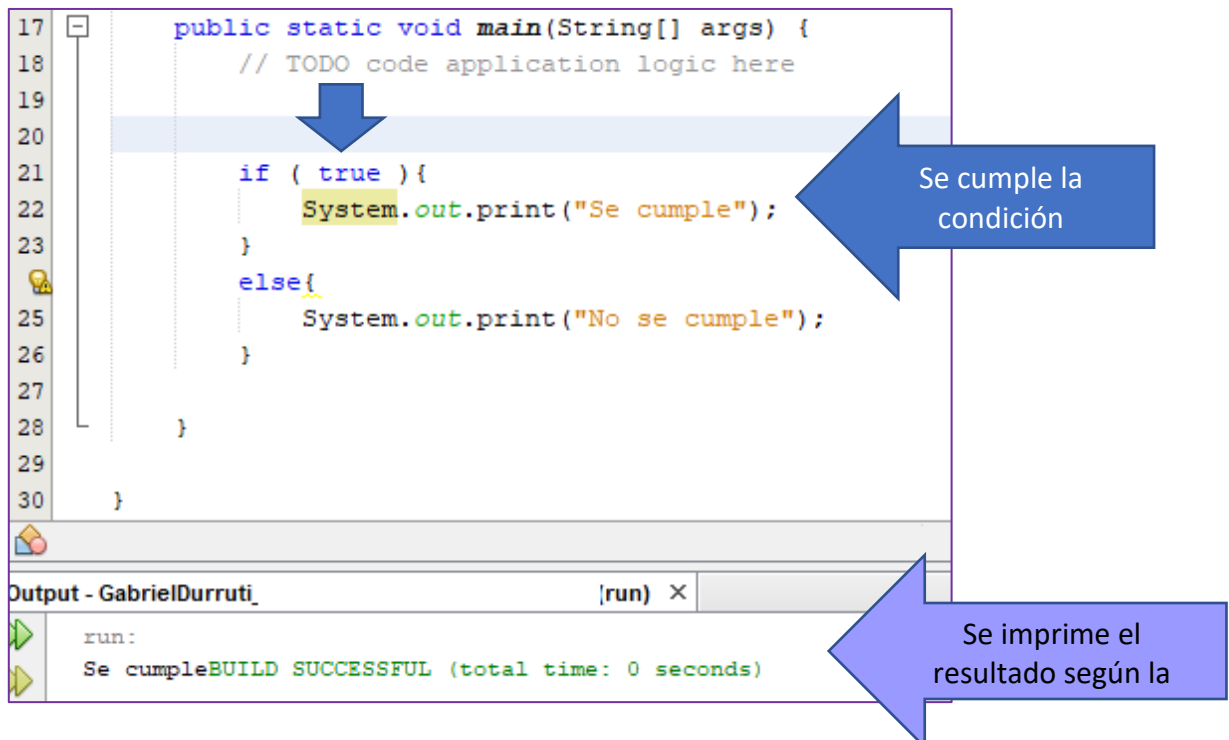 17 public static void main(String[] args) {
18 // TODO code application logic here
19
20
21 if ( true ){
22 System.out.print("Se cumple");
23 }
else{
25 System.out.print("No se cumple");
26 }
27
28 }
29
30 }
Se cumple la
condición
Output - GabrielDurruti_ (run) ×
run:
Se cumpleBUILD SUCCESSFUL (total time: 0 seconds)
Se imprime el
resultado según la